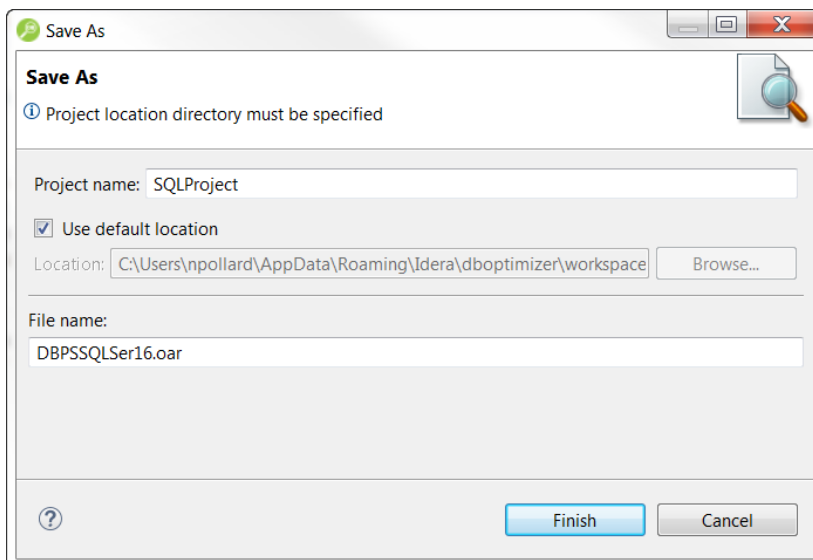 Save As
Save As
Project location directory must be specified
Project name: SQLProject
Use default location
Location: C:\Users\npollard\AppData\Roaming\Idera\dboptimizer\workspace Browse...
File name:
DBPSSQLSer16.oar
Finish Cancel